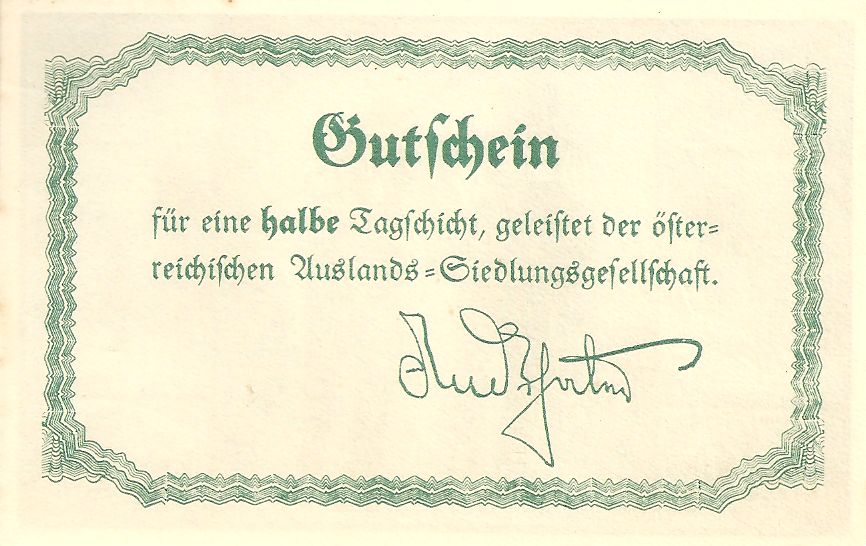 Gutschein
für eine halbe Tagschicht, geleistet der öster-
reichischen Auslands-Siedlungsgesellschaft.